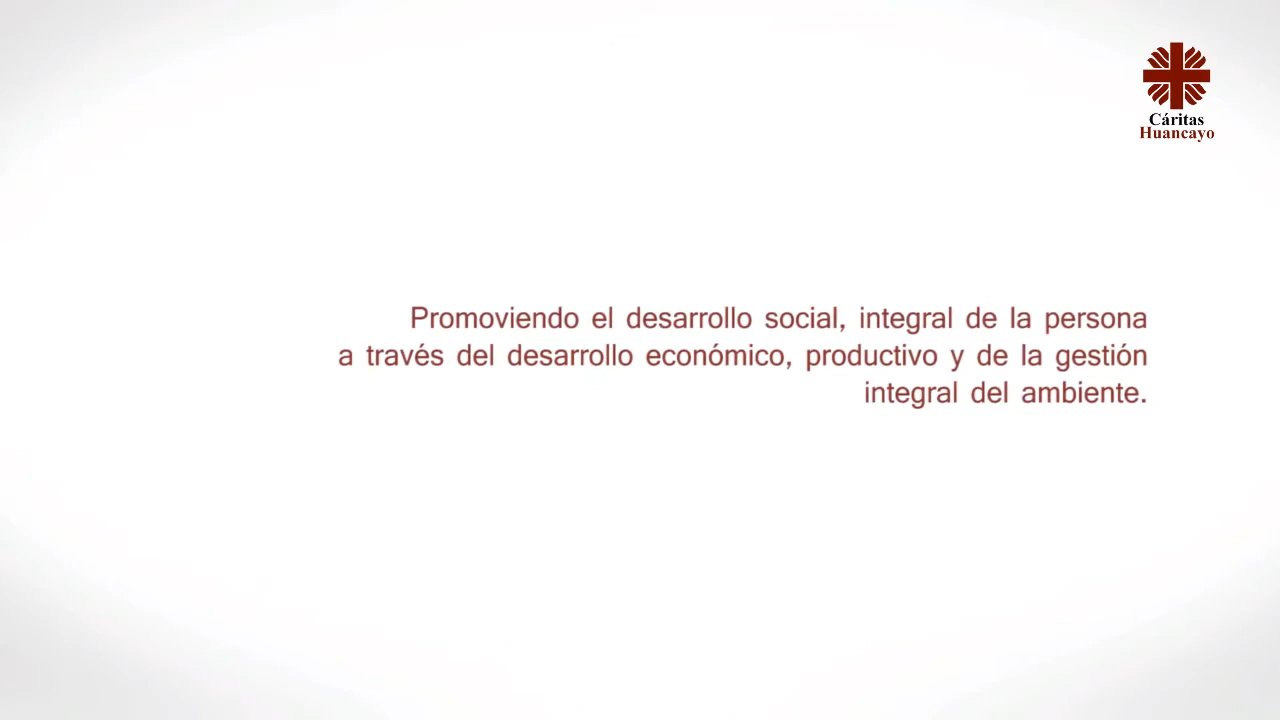 Cáritas
Huancayo
Promoviendo el desarrollo social, integral de la persona
a través del desarrollo económico, productivo y de la gestión
integral del ambiente.